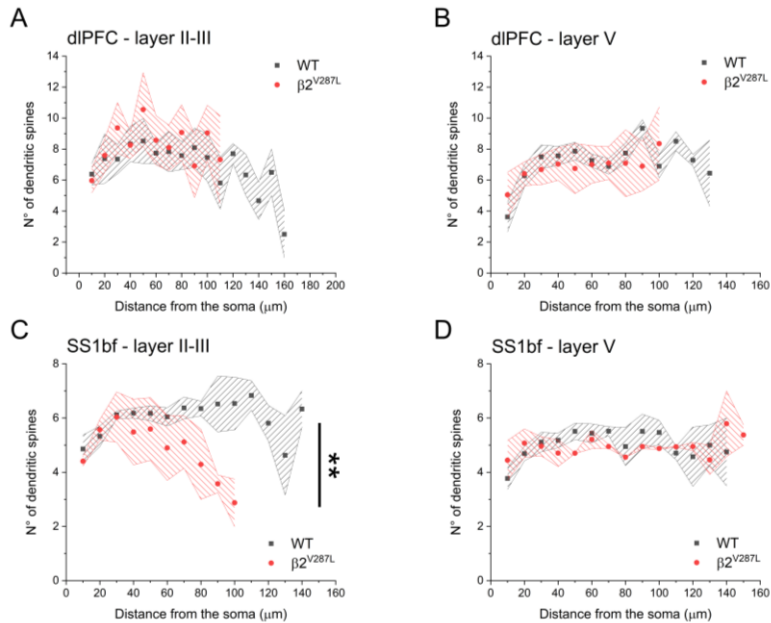 A
dlPFC - layer II-III
14
12
10
8
6
4
2
0
N° of dendritic spines
WT
β2V287L
0 20 40 60 80 100 120 140 160 180 200
Distance from the soma (μm)
B
dlPFC - layer V
14
12
10
8
6
4
2
0
N° of dendritic spines
WT
β2V287L
0 20 40 60 80 100 120 140 160
Distance from the soma (μm)
C
SS1bf - layer II-III
8
6
4
2
0
N° of dendritic spines
**
WT
β2V287L
0 20 40 60 80 100 120 140 160
Distance from the soma (μm)
D
SS1bf - layer V
8
6
4
2
0
N° of dendritic spines
WT
β2V287L
0 20 40 60 80 100 120 140 160
Distance from the soma (μm)